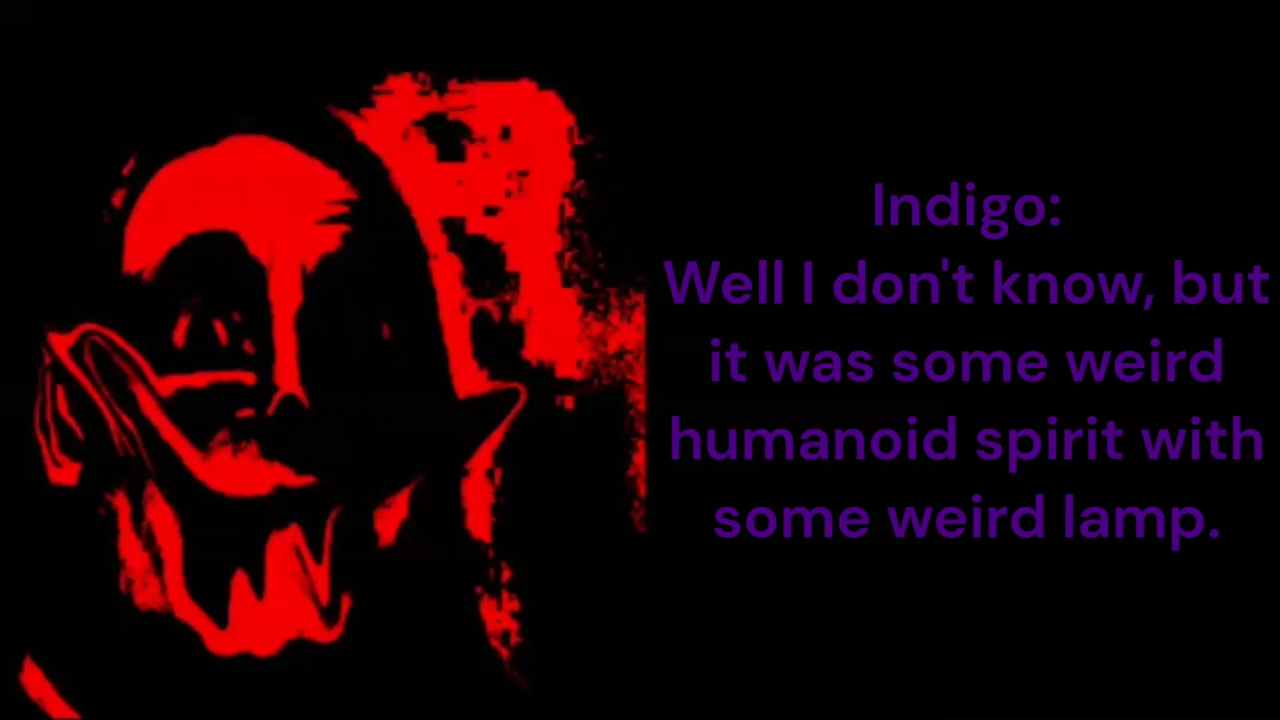 Indigo:
Well I don't know, but
it was some weird
humanoid spirit with
some weird lamp.